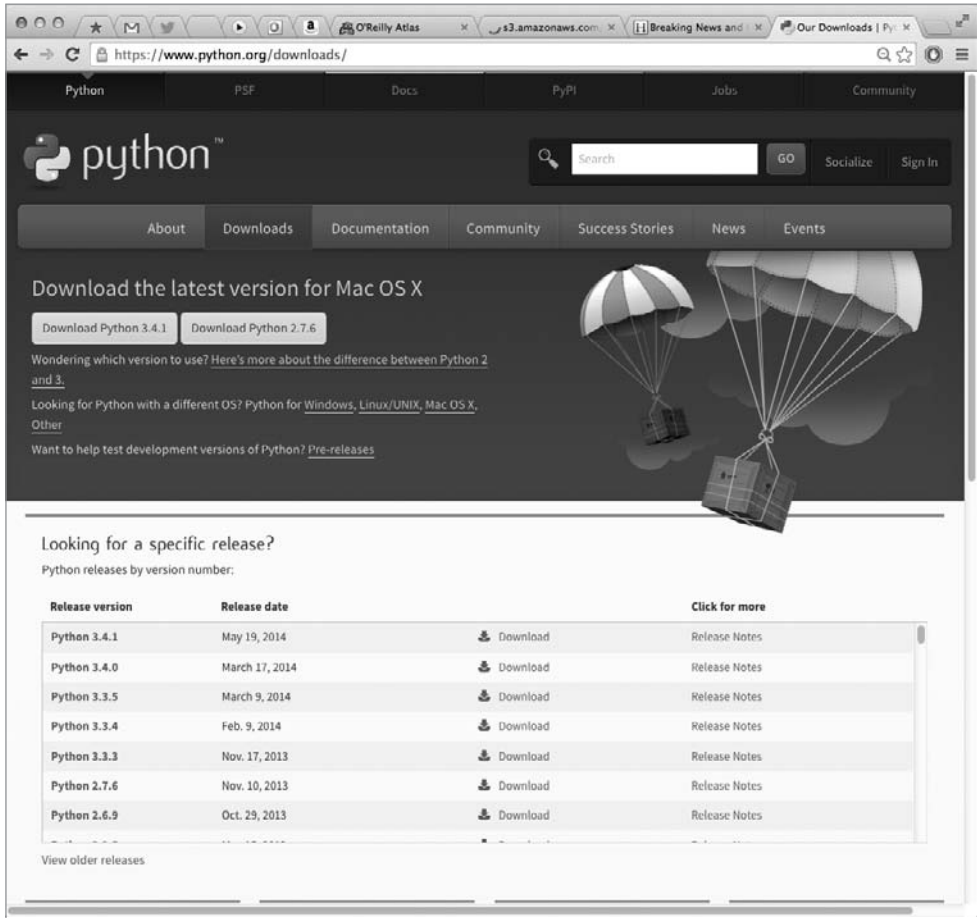 O'Reilly Atlas
s3.amazonaws.com
Breaking News and
Our Downloads | Py
https://www.python.org/downloads/
Python PSF Docs PyPI Jobs Community
python™
Search GO Socialize Sign In
About Downloads Documentation Community Success Stories News Events
Download the latest version for Mac OS X
Download Python 3.4.1 Download Python 2.7.6
Wondering which version to use? Here's more about the difference between Python 2
and 3.
Looking for Python with a different OS? Python for Windows, Linux/UNIX, Mac OS X,
Other
Want to help test development versions of Python? Pre-releases
Looking for a specific release?
Python releases by version number:
Release version Release date Click for more
Python 3.4.1 May 19, 2014 Download Release Notes
Python 3.4.0 March 17, 2014 Download Release Notes
Python 3.3.5 March 9, 2014 Download Release Notes
Python 3.3.4 Feb. 9, 2014 Download Release Notes
Python 3.3.3 Nov. 17, 2013 Download Release Notes
Python 2.7.6 Nov. 10, 2013 Download Release Notes
Python 2.6.9 Oct. 29, 2013 Download Release Notes
View older releases